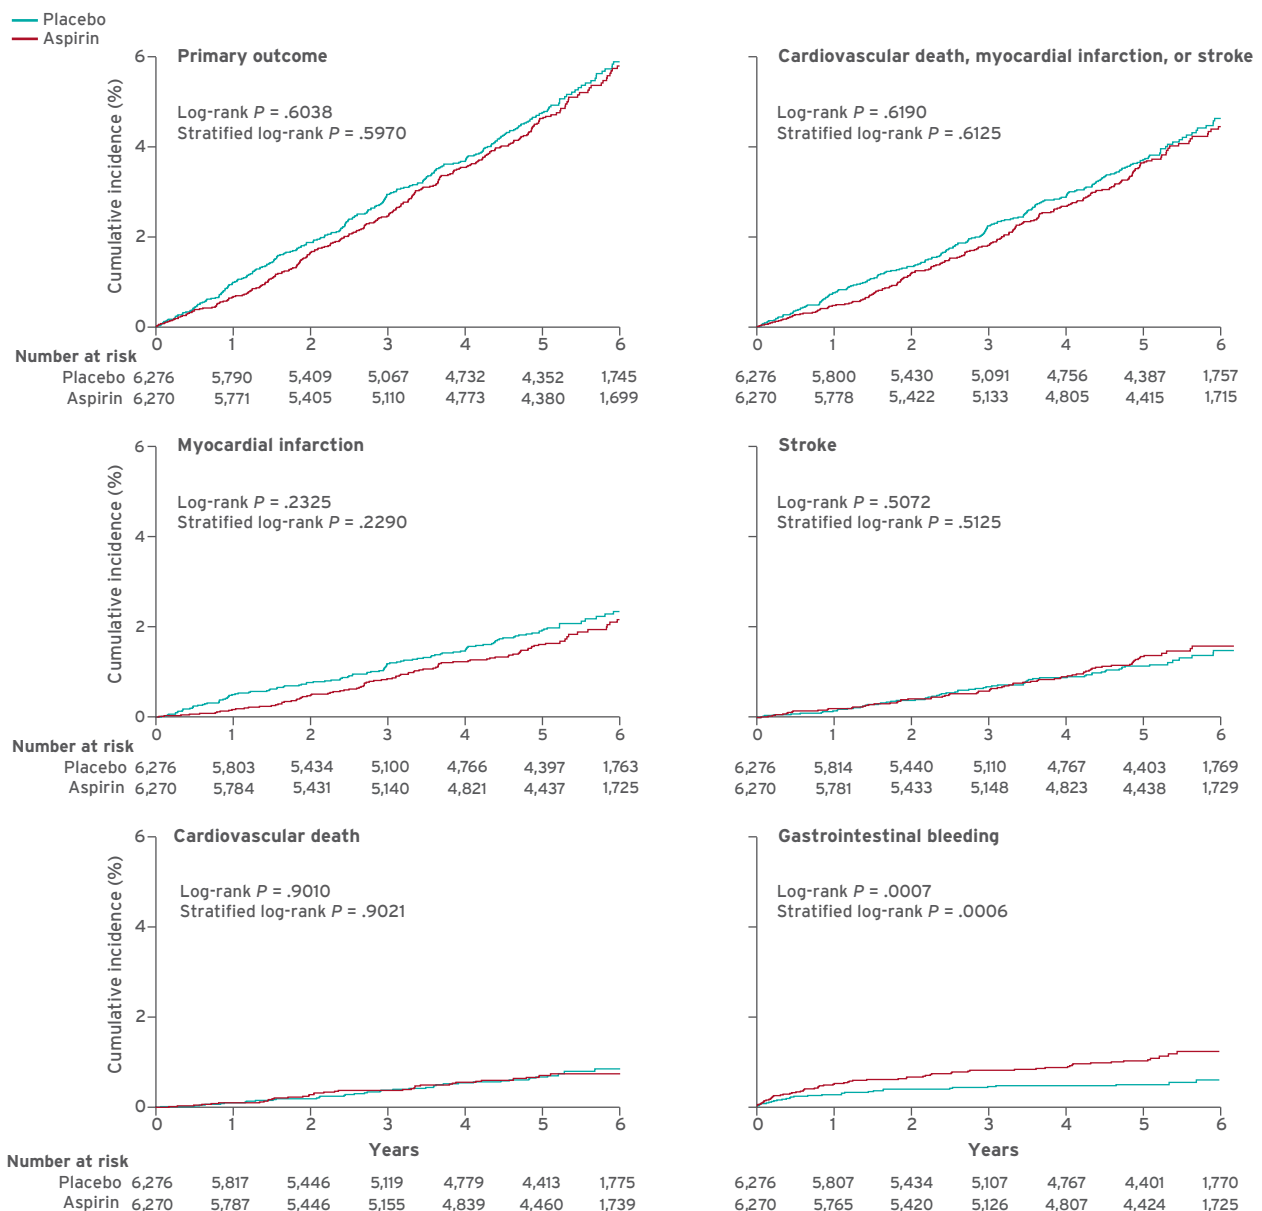 Placebo
Aspirin
Primary outcome
Log-rank P = .6038
Stratified log-rank P = .5970
Cumulative incidence (%)
6
4
2
0
0 1 2 3 4 5 6
Number at risk
Placebo 6,276 5,790 5,409 5,067 4,732 4,352 1,745
Aspirin 6,270 5,771 5,405 5,110 4,773 4,380 1,699
Cardiovascular death, myocardial infarction, or stroke
Log-rank P = .6190
Stratified log-rank P = .6125
0 1 2 3 4 5 6
6,276 5,800 5,430 5,091 4,756 4,387 1,757
6,270 5,778 5,,422 5,133 4,805 4,415 1,715
Myocardial infarction
Log-rank P = .2325
Stratified log-rank P = .2290
Cumulative incidence (%)
6
4
2
0
0 1 2 3 4 5 6
Number at risk
Placebo 6,276 5,803 5,434 5,100 4,766 4,397 1,763
Aspirin 6,270 5,784 5,431 5,140 4,821 4,437 1,725
Stroke
Log-rank P = .5072
Stratified log-rank P = .5125
0 1 2 3 4 5 6
6,276 5,814 5,440 5,110 4,767 4,403 1,769
6,270 5,781 5,433 5,148 4,823 4,438 1,729
Cardiovascular death
Log-rank P = .9010
Stratified log-rank P = .9021
Cumulative incidence (%)
6
4
2
0
0 1 2 3 4 5 6
Years
Number at risk
Placebo 6,276 5,817 5,446 5,119 4,779 4,413 1,775
Aspirin 6,270 5,787 5,446 5,155 4,839 4,460 1,739
Gastrointestinal bleeding
Log-rank P = .0007
Stratified log-rank P = .0006
0 1 2 3 4 5 6
Years
6,276 5,807 5,434 5,107 4,767 4,401 1,770
6,270 5,765 5,420 5,126 4,807 4,424 1,725